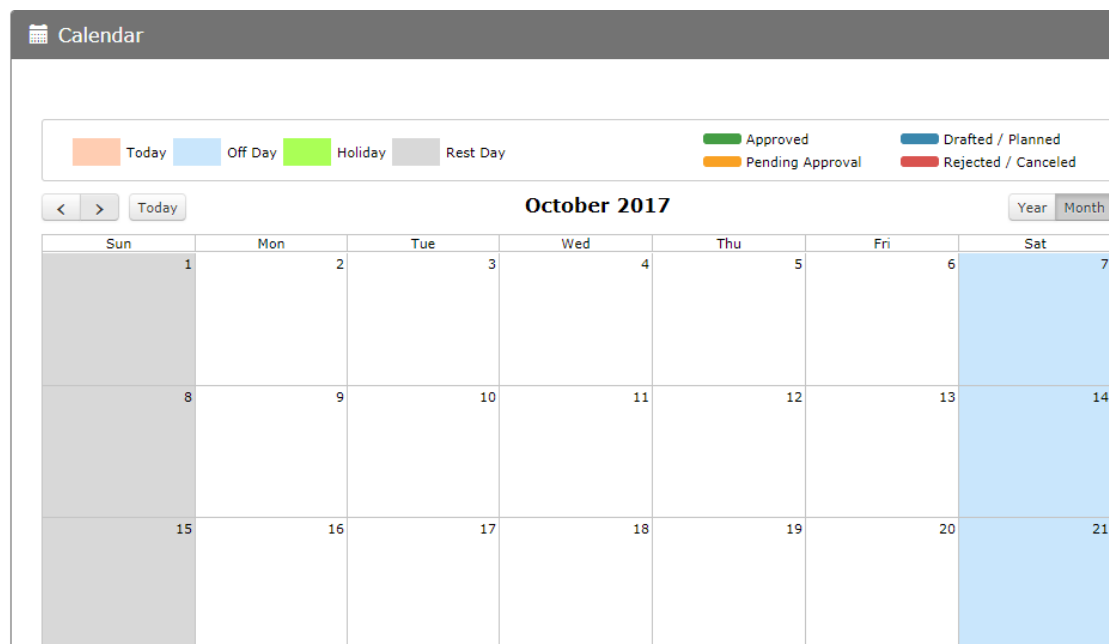 Calendar
Today Off Day Holiday Rest Day
Approved Drafted / Planned
Pending Approval Rejected / Canceled
< > Today October 2017 Year Month
Sun Mon Tue Wed Thu Fri Sat
1 2 3 4 5 6 7
8 9 10 11 12 13 14
15 16 17 18 19 20 21